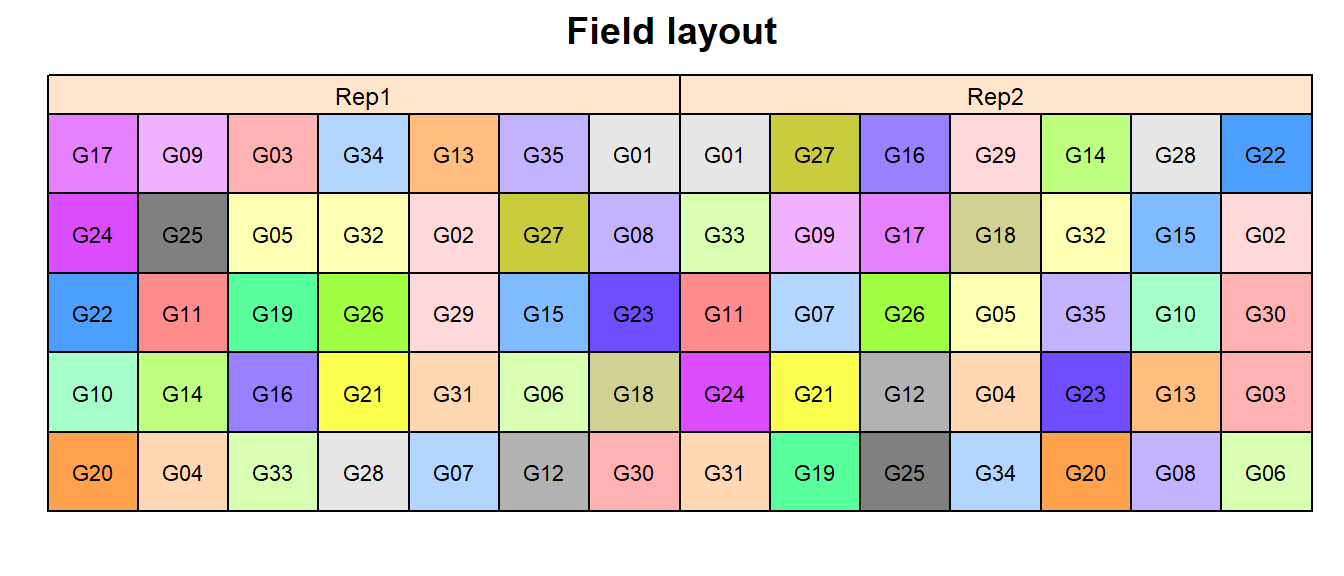 Field layout
Rep1 Rep2
G17 G09 G03 G34 G13 G35 G01 G01 G27 G16 G29 G14 G28 G22
G24 G25 G05 G32 G02 G27 G08 G33 G09 G17 G18 G32 G15 G02
G22 G11 G19 G26 G29 G15 G23 G11 G07 G26 G05 G35 G10 G30
G10 G14 G16 G21 G31 G06 G18 G24 G21 G12 G04 G23 G13 G03
G20 G04 G33 G28 G07 G12 G30 G31 G19 G25 G34 G20 G08 G06